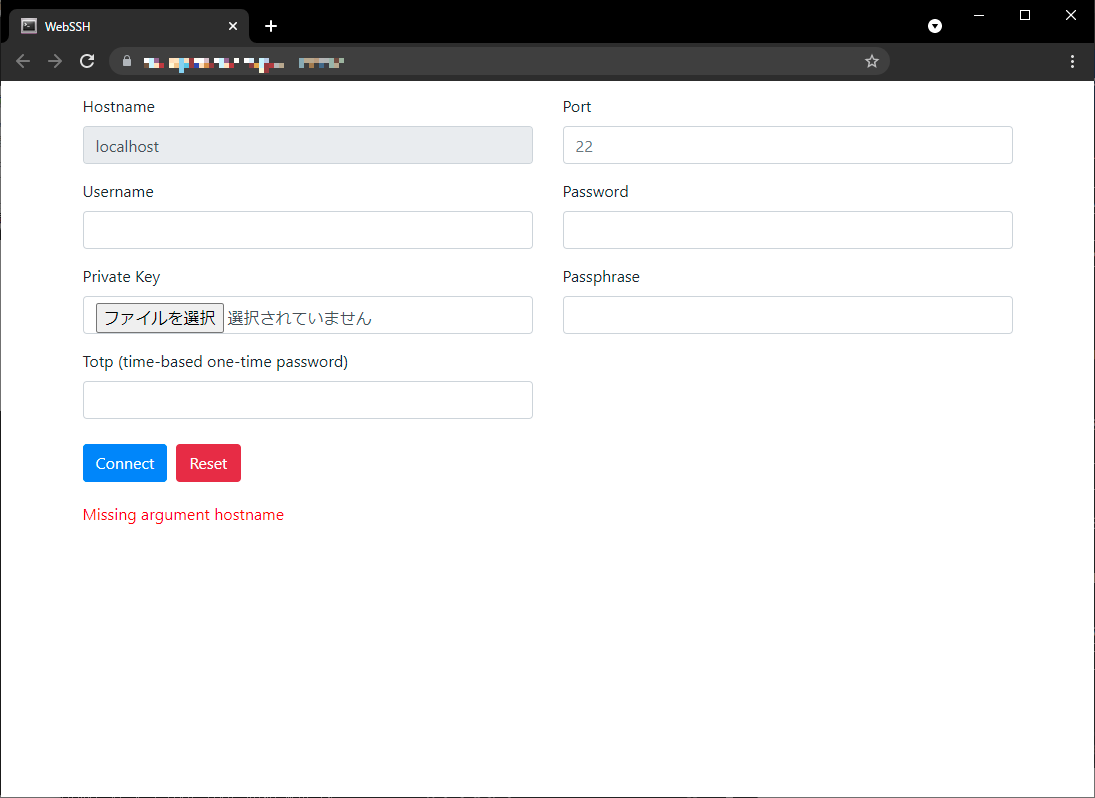 WebSSH
Hostname
Port
localhost
22
Username
Password
Private Key
Passphrase
ファイルを選択 選択されていません
Totp (time-based one-time password)
Connect
Reset
Missing argument hostname